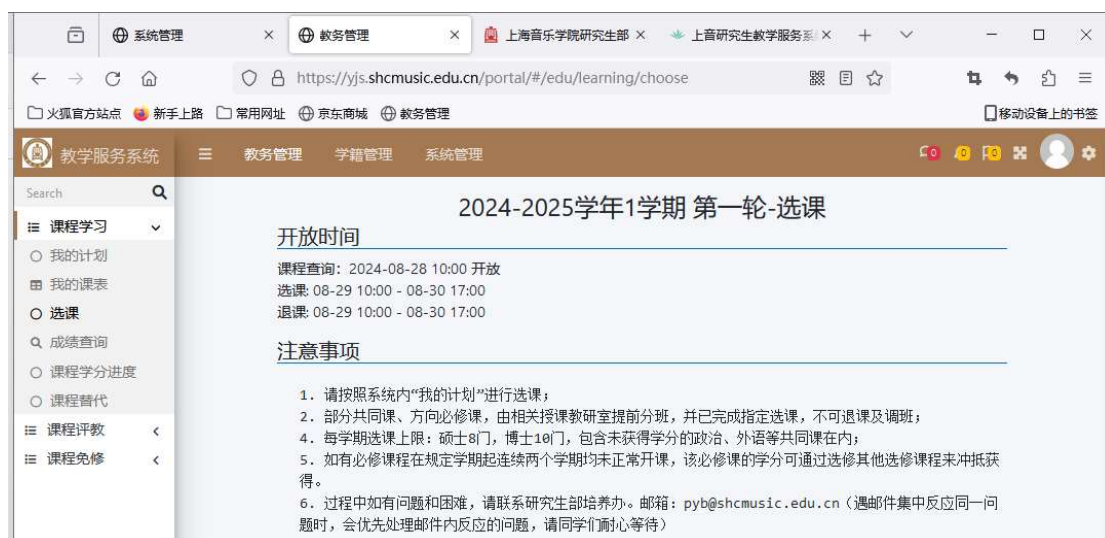 系统管理
教务管理
上海音乐学院研究生部
上音研究生教学服务系
https://yjs.shcmusic.edu.cn/portal/#/edu/learning/choose
火狐官方站点
新手上路
常用网址
京东商城
教务管理
移动设备上的书签
教学服务系统
教务管理
学籍管理
系统管理
0
0
0
Search
课程学习
我的计划
我的课表
选课
成绩查询
课程学分进度
课程替代
课程评教
课程免修
2024-2025学年1学期 第一轮-选课
开放时间
课程查询：2024-08-28 10:00 开放
选课: 08-29 10:00 - 08-30 17:00
退课: 08-29 10:00 - 08-30 17:00
注意事项
1. 请按照系统内“我的计划”进行选课；
2. 部分共同课、方向必修课，由相关授课教研室提前分班，并已完成指定选课，不可退课及调班；
4. 每学期选课上限：硕士8门，博士10门，包含未获得学分的政治、外语等共同课在内；
5. 如有必修课程在规定学期起连续两个学期均未正常开课，该必修课的学分可通过选修其他选修课程来冲抵获
得。
6. 过程中如有问题和困难，请联系研究生部培养办。邮箱：pyb@shcmusic.edu.cn（遇邮件集中反应同一问
题时，会优先处理邮件内反应的问题，请同学们耐心等待）